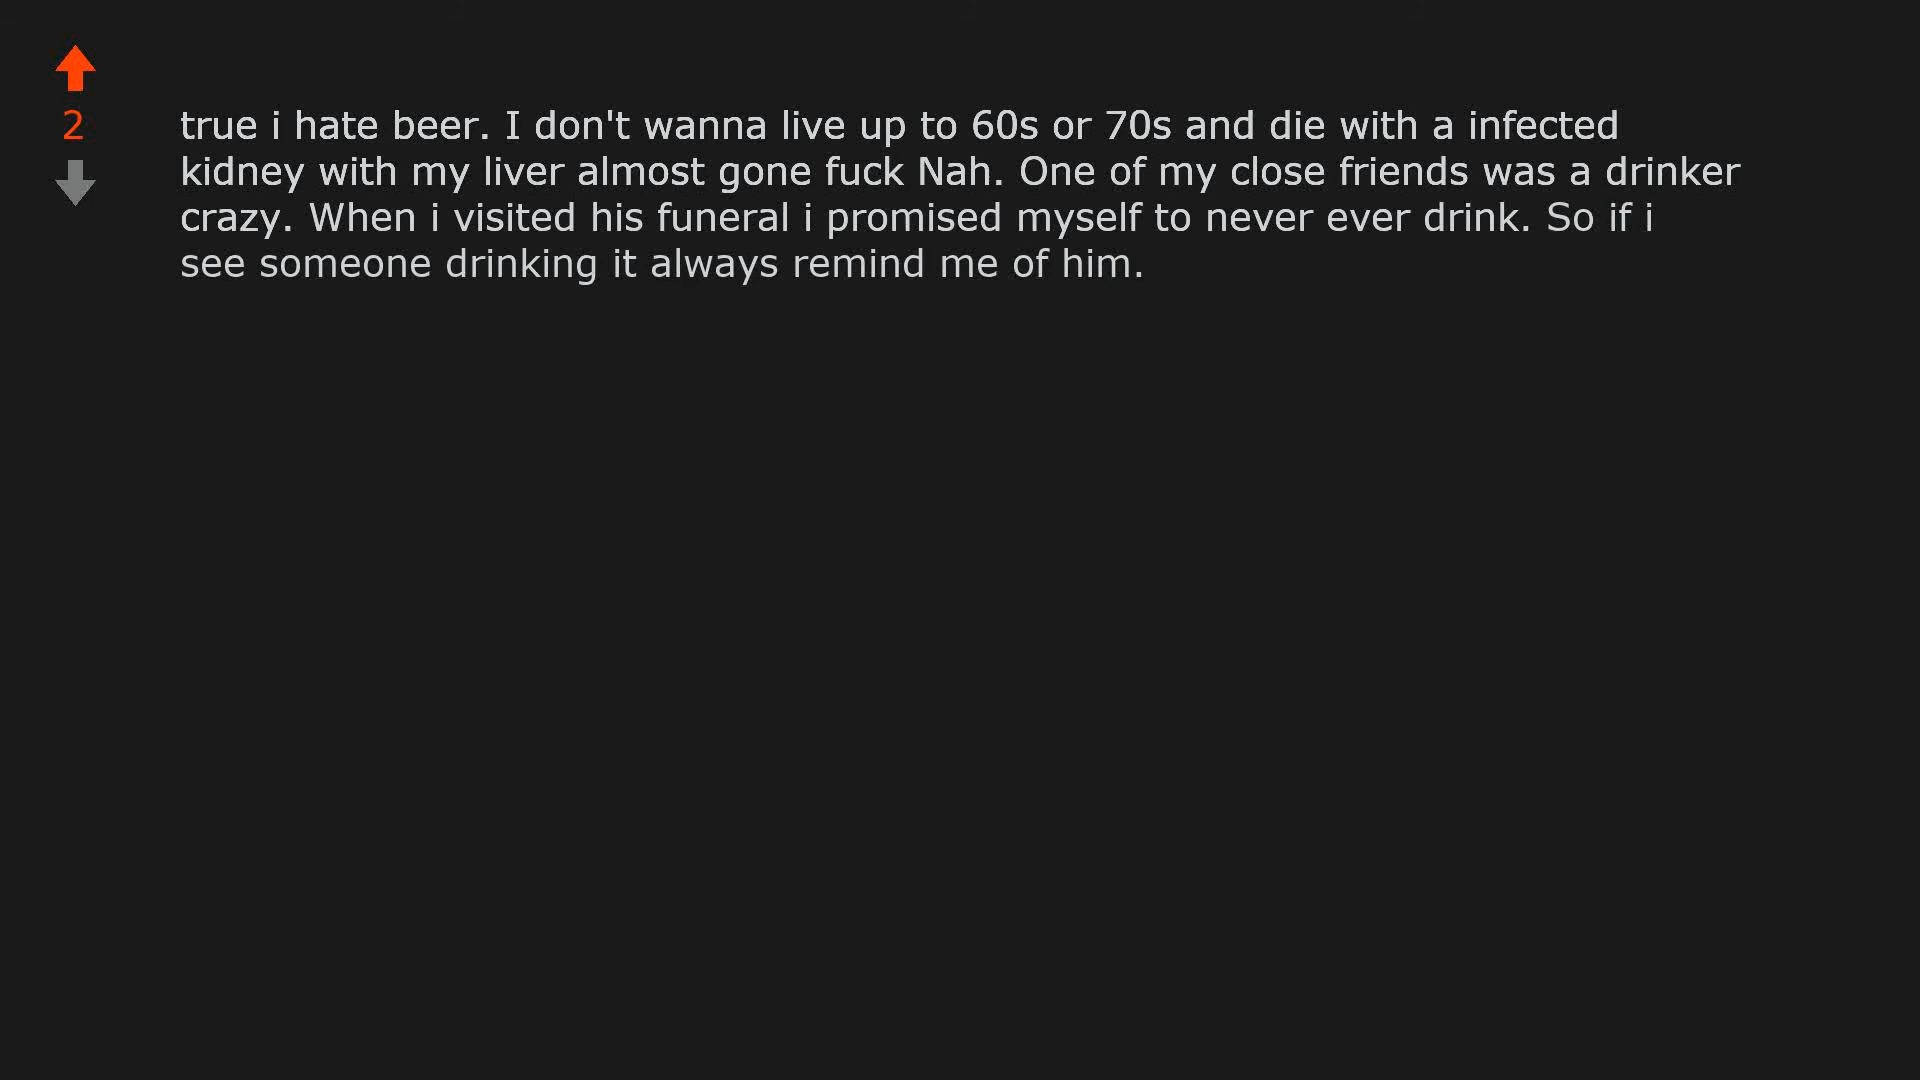 2
true i hate beer. I don't wanna live up to 60s or 70s and die with a infected
kidney with my liver almost gone fuck Nah. One of my close friends was a drinker
crazy. When i visited his funeral i promised myself to never ever drink. So if i
see someone drinking it always remind me of him.